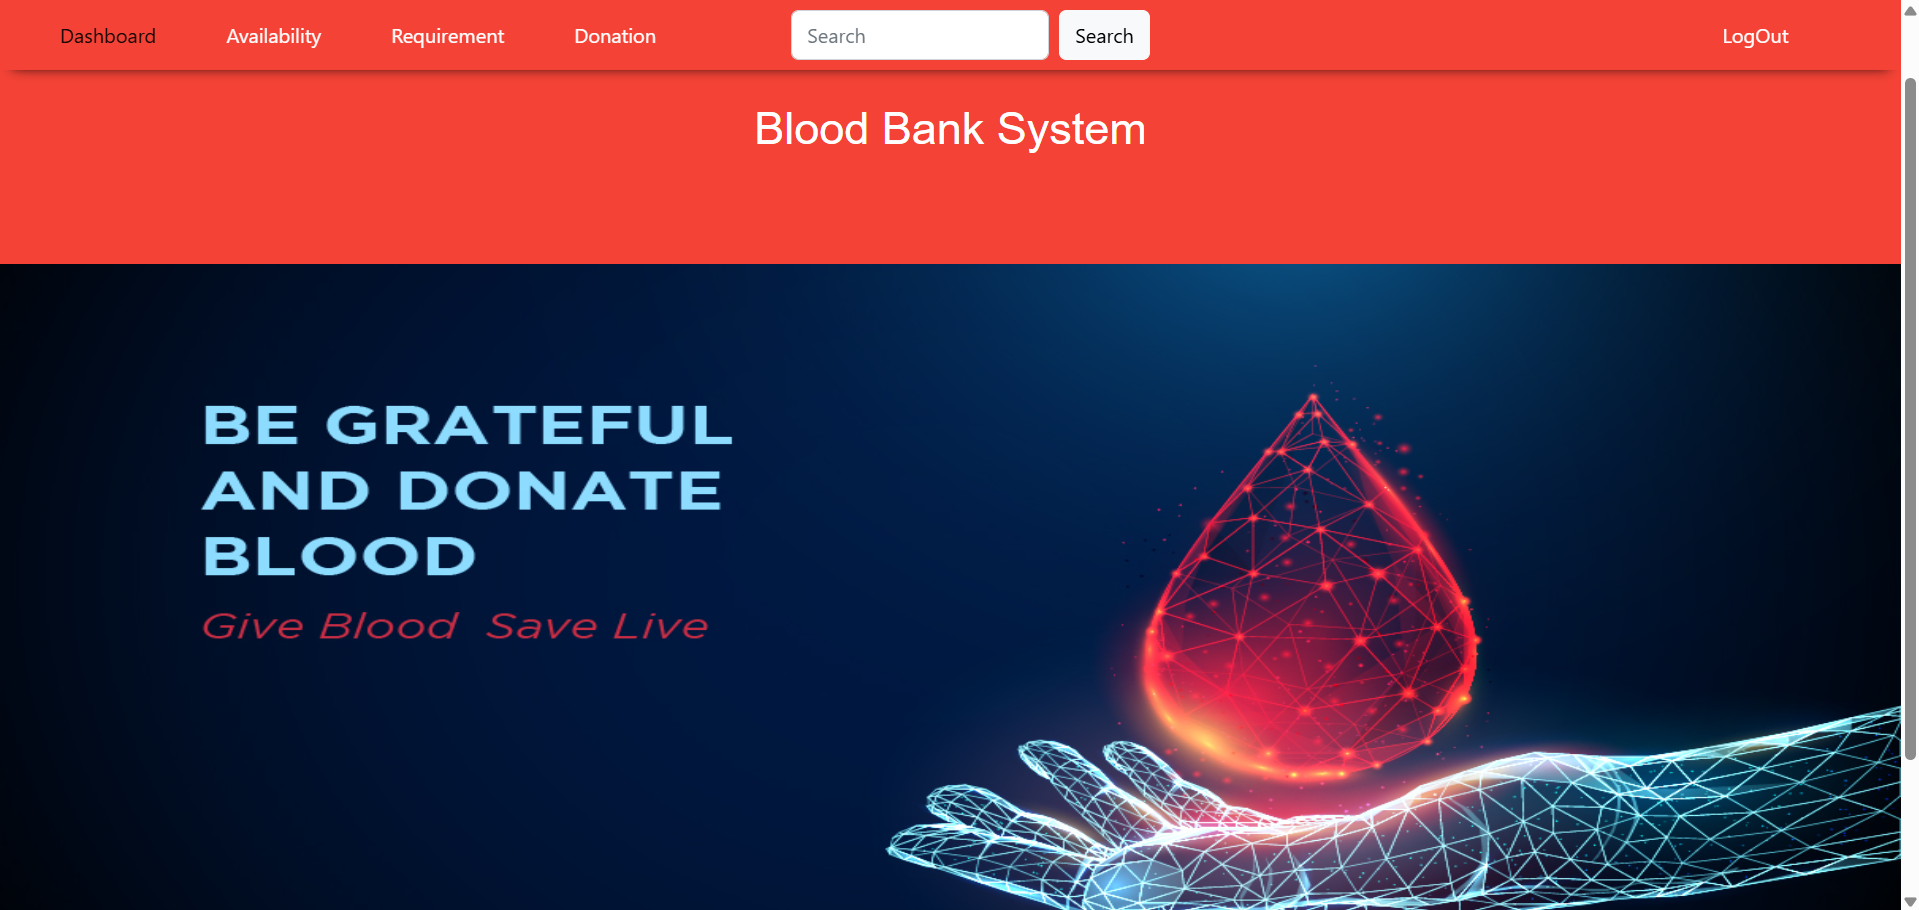 Dashboard Availability Requirement Donation Search Search LogOut
Blood Bank System
BE GRATEFUL
AND DONATE
BLOOD
Give Blood Save Live